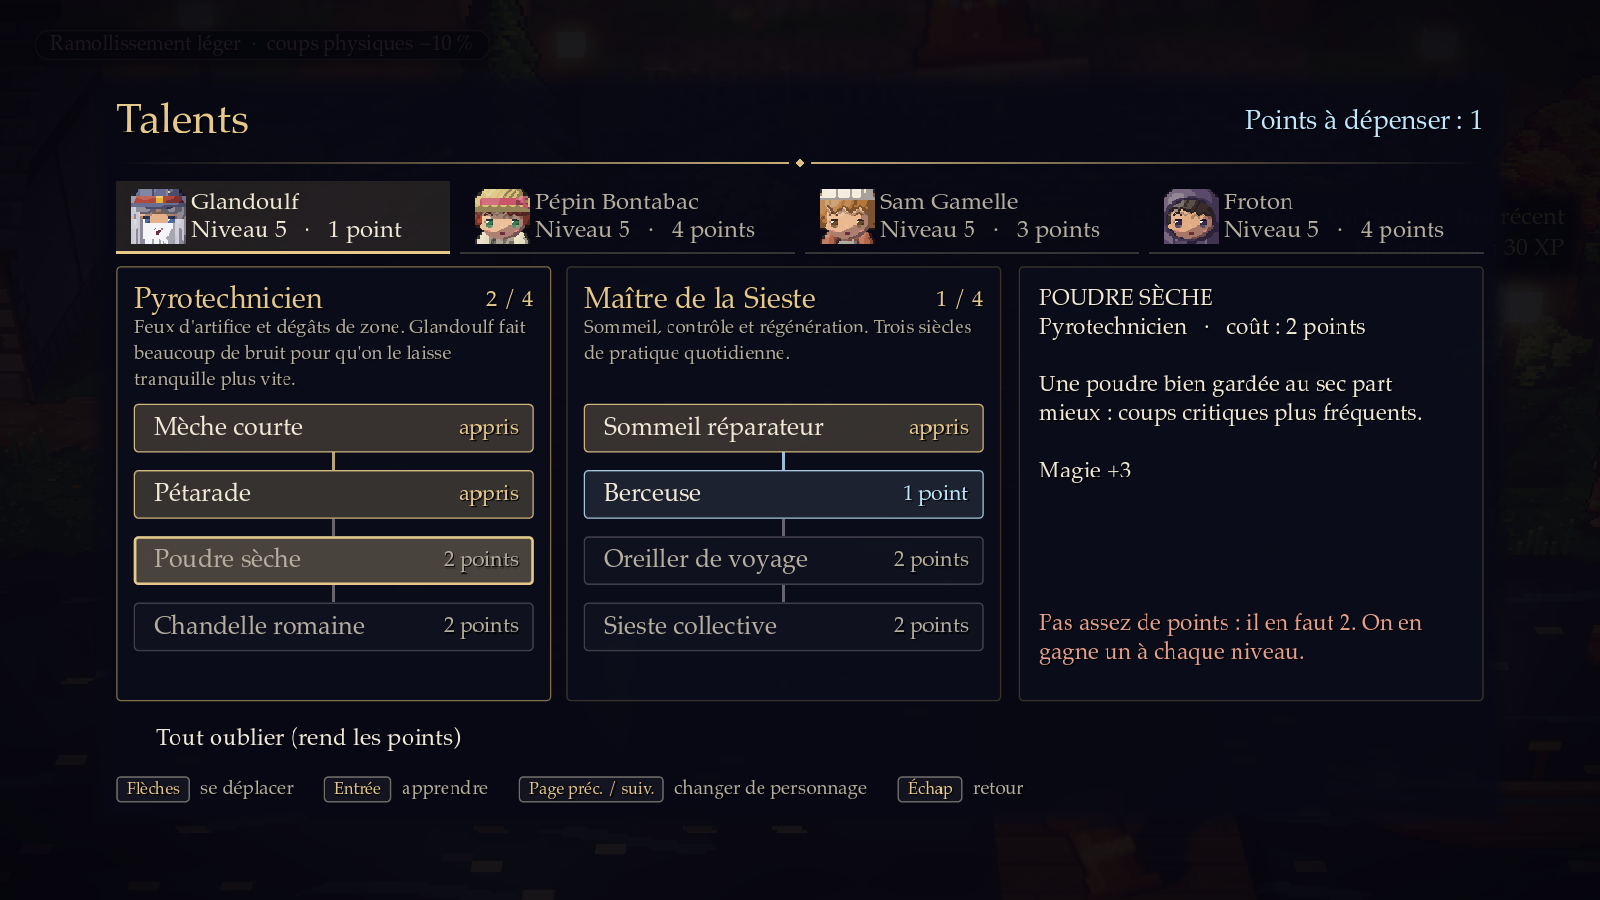 Ramollissement léger · coups physiques −10 %
Talents
Points à dépenser : 1
Glandoulf
Niveau 5 · 1 point
Pépin Bontabac
Niveau 5 · 4 points
Sam Gamelle
Niveau 5 · 3 points
Froton
Niveau 5 · 4 points
récent
30 XP
Pyrotechnicien 2 / 4
Feux d'artifice et dégâts de zone. Glandoulf fait
beaucoup de bruit pour qu'on le laisse
tranquille plus vite.
Mèche courte appris
Pétarade appris
Poudre sèche 2 points
Chandelle romaine 2 points
Maître de la Sieste 1 / 4
Sommeil, contrôle et régénération. Trois siècles
de pratique quotidienne.
Sommeil réparateur appris
Berceuse 1 point
Oreiller de voyage 2 points
Sieste collective 2 points
POUDRE SÈCHE
Pyrotechnicien · coût : 2 points
Une poudre bien gardée au sec part
mieux : coups critiques plus fréquents.
Magie +3
Pas assez de points : il en faut 2. On en
gagne un à chaque niveau.
Tout oublier (rend les points)
Flèches se déplacer Entrée apprendre Page préc. / suiv. changer de personnage Échap retour